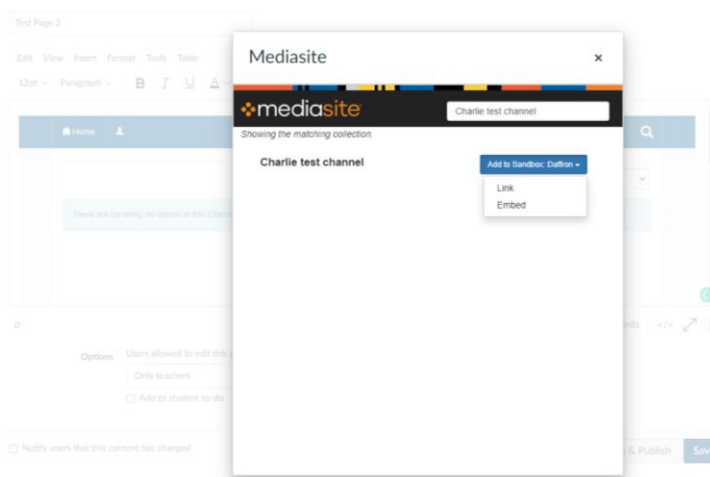 Test Page 2
Edit View Insert Format Tools Table
12pt Paragraph B I U A
Mediasite
×
mediasite
Charlie test channel
Showing the matching collection.
Charlie test channel
Add to Sandbox: Daffron
Link
Embed
Home
There are currently no videos in this Chann
p
rds </>
Options
Users allowed to edit this
Only teachers
Add to student to-do
Notify users that this content has changed
& Publish
Sav